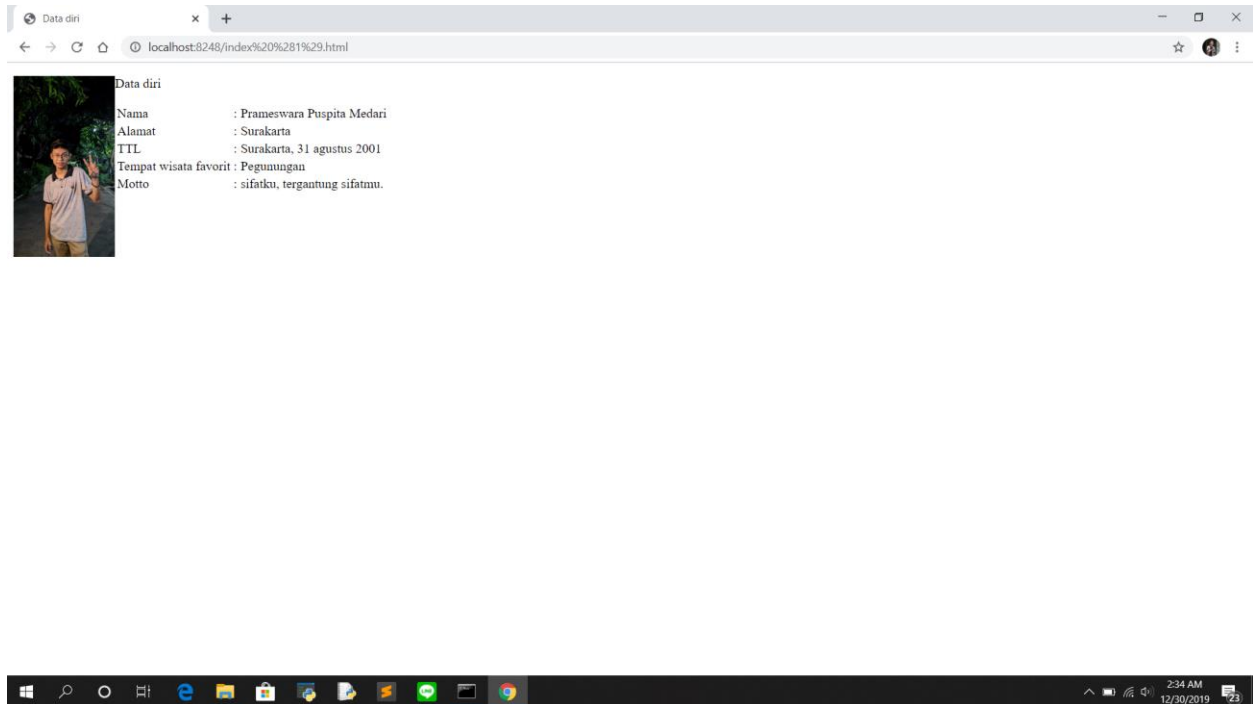 Data diri
localhost:8248/index%20%281%29.html
Data diri
Nama : Prameswara Puspita Medari
Alamat : Surakarta
TTL : Surakarta, 31 agustus 2001
Tempat wisata favorit : Pegunungan
Motto : sifatku, tergantung sifatmu.
2:34 AM
12/30/2019
23